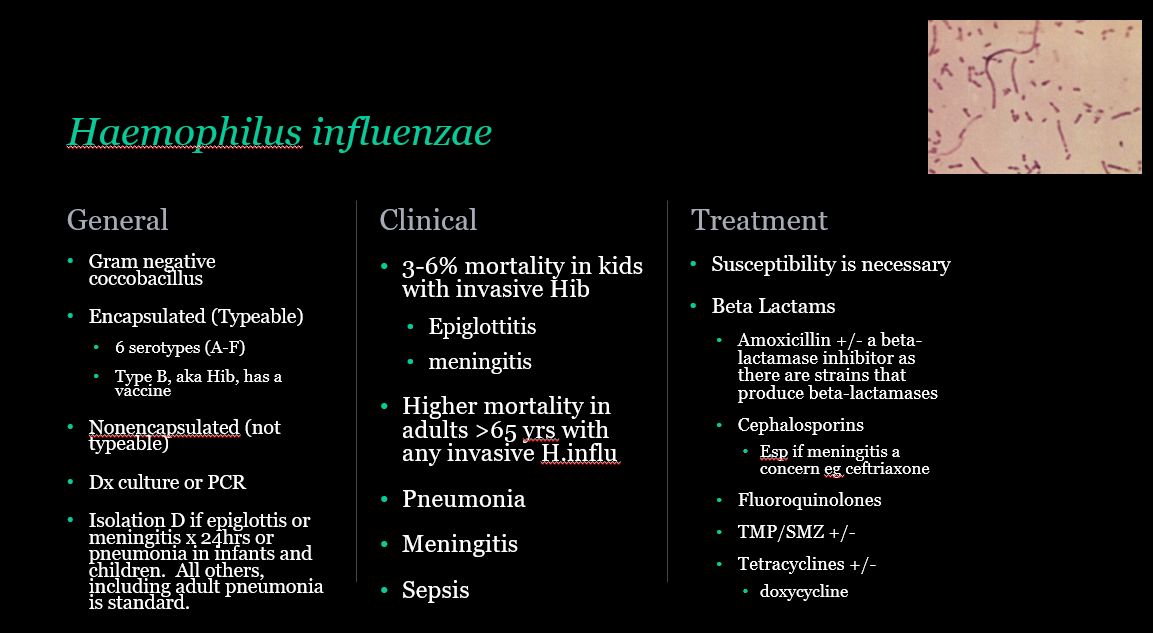 Haemophilus influenzae
General
• Gram negative
coccobacillus
• Encapsulated (Typeable)
• 6 serotypes (A-F)
• Type B, aka Hib, has a
vaccine
• Nonencapsulated (not
typeable)
• Dx culture or PCR
• Isolation D if epiglottis or
meningitis x 24hrs or
pneumonia in infants and
children.  All others,
including adult pneumonia
is standard.
Clinical
• 3-6% mortality in kids
with invasive Hib
• Epiglottitis
• meningitis
• Higher mortality in
adults >65 yrs with
any invasive H.influ
• Pneumonia
• Meningitis
• Sepsis
Treatment
• Susceptibility is necessary
• Beta Lactams
• Amoxicillin +/- a beta-
lactamase inhibitor as
there are strains that
produce beta-lactamases
• Cephalosporins
• Esp if meningitis a
concern eg ceftriaxone
• Fluoroquinolones
• TMP/SMZ +/-
• Tetracyclines +/-
• doxycycline